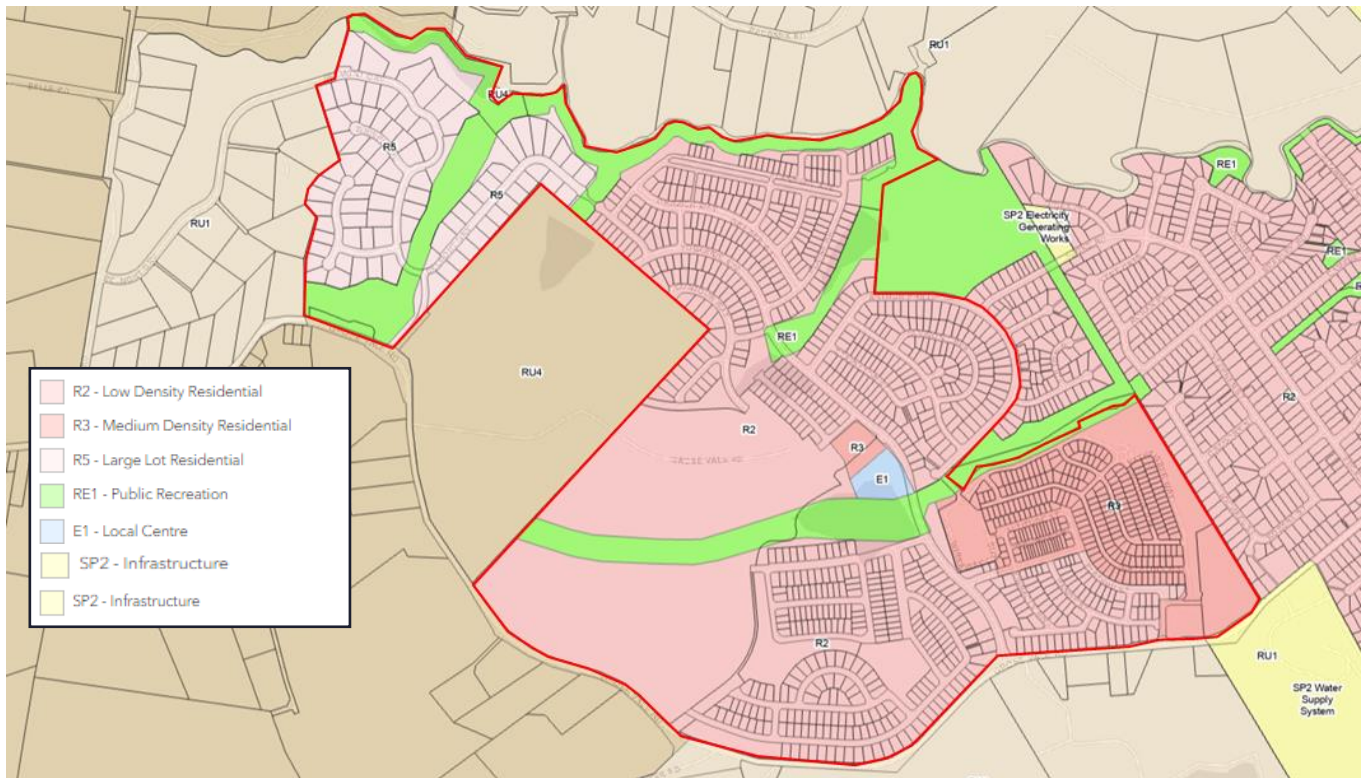 RU1
RU4
R5
R5
RU1
RE1
SP2 Electricity
Generating
Works
RE1
RE1
RU4
R2
R2
R3
E1
R3
R2
RU1
SP2 Water
Supply
System
R2 - Low Density Residential
R3 - Medium Density Residential
R5 - Large Lot Residential
RE1 - Public Recreation
E1 - Local Centre
SP2 - Infrastructure
SP2 - Infrastructure